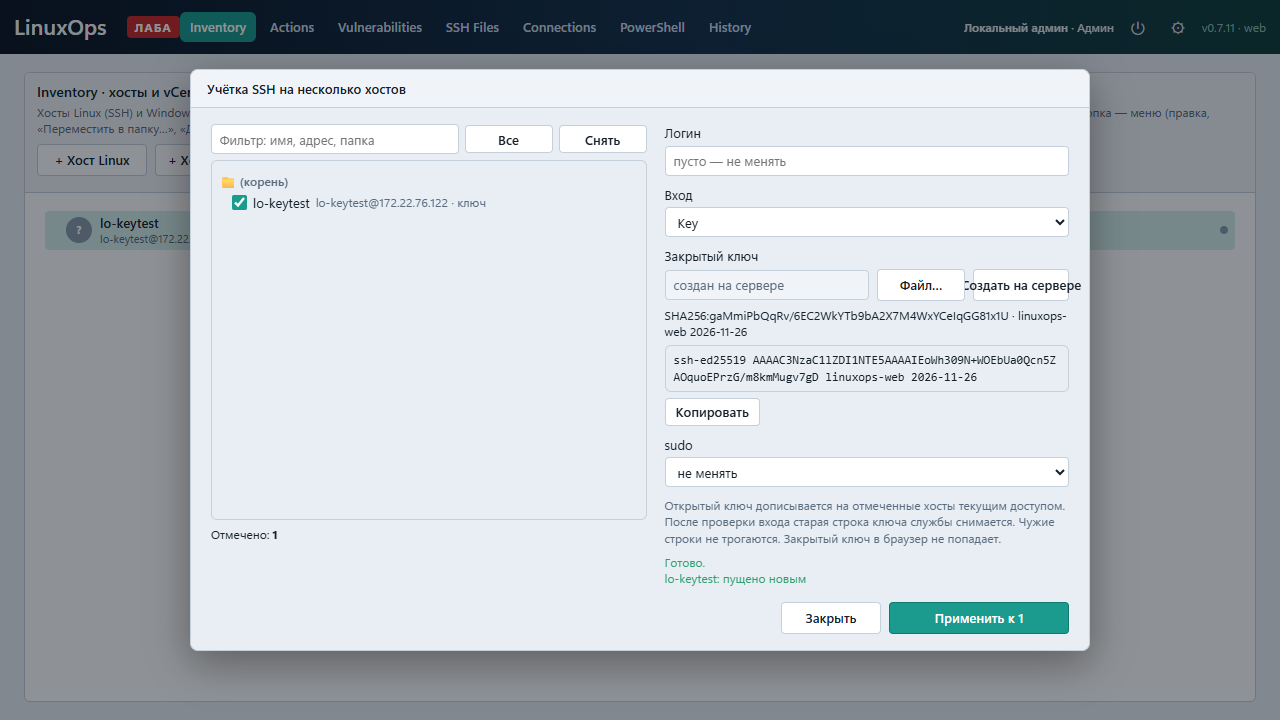 LinuxOps
ЛАБА
Inventory
Actions
Vulnerabilities
SSH Files
Connections
PowerShell
History
Локальный админ · Админ
v0.7.11 · web
Inventory · хосты и vCe
Хосты Linux (SSH) и Window
пка — меню (правка,
«Переместить в папку...», «
+ Хост Linux
+ Х
?
lo-keytest
lo-keytest@172.22
Учётка SSH на несколько хостов
Фильтр: имя, адрес, папка
Все
Снять
(корень)
lo-keytest lo-keytest@172.22.76.122 · ключ
Отмечено: 1
Логин
пусто — не менять
Вход
Key
Закрытый ключ
создан на сервере
Файл...
Создать на сервере
SHA256:gaMmiPbQqRv/6EC2WkYTb9bA2X7M4WxYCeIqGG81x1U · linuxops-
web 2026-11-26
ssh-ed25519 AAAAC3NzaC1lZDI1NTE5AAAAIEoWh309N+WOEbUa0Qcn5Z
AOquoEPrzG/m8kmMugv7gD linuxops-web 2026-11-26
Копировать
sudo
не менять
Открытый ключ дописывается на отмеченные хосты текущим доступом.
После проверки входа старая строка ключа службы снимается. Чужие
строки не трогаются. Закрытый ключ в браузер не попадает.
Готово.
lo-keytest: пущено новым
Закрыть
Применить к 1